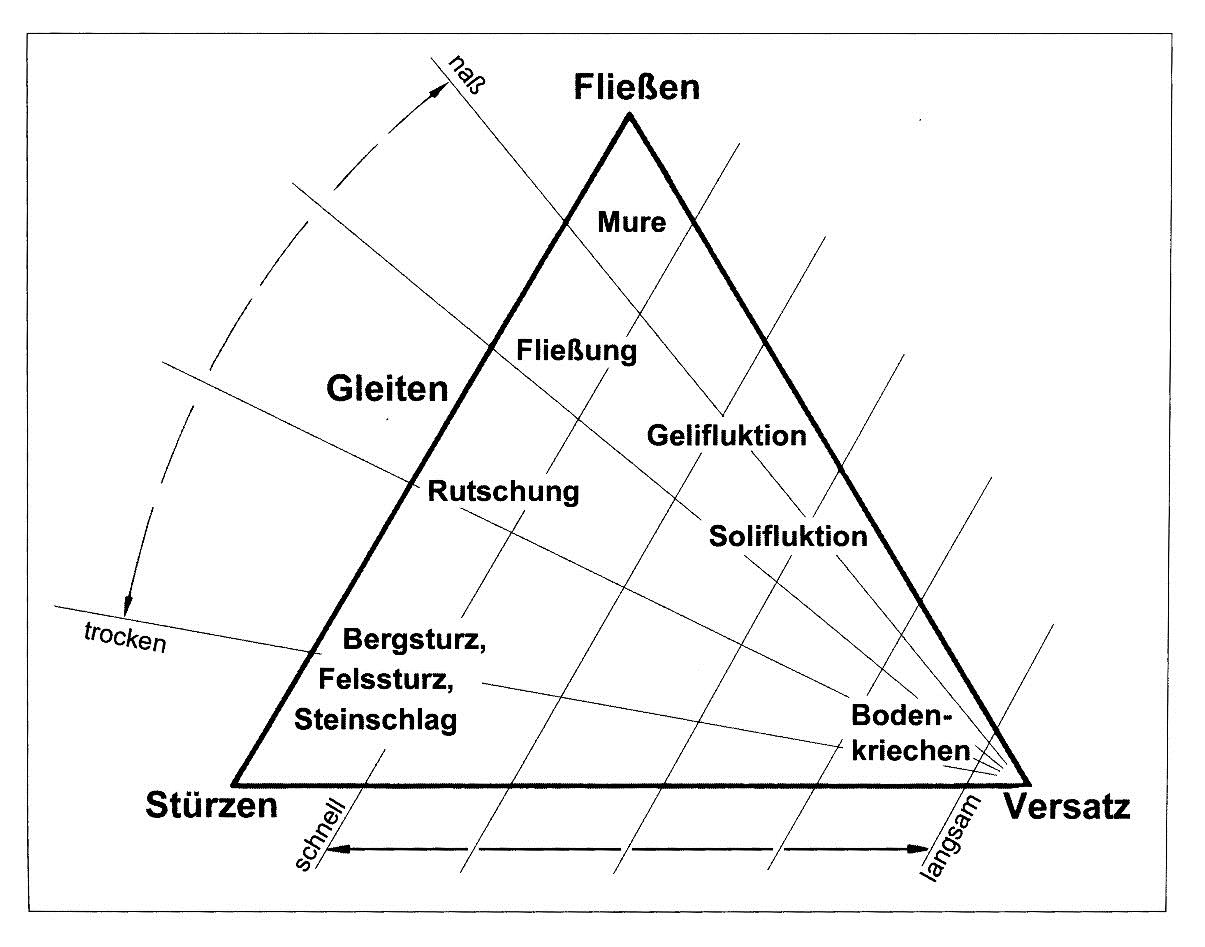 naß
Fließen
Mure
Fließung
Gleiten
Gelifluktion
Rutschung
Solifluktion
trocken
Bergsturz,
Felssturz,
Steinschlag
Boden-
kriechen
Stürzen
Versatz
schnell
langsam